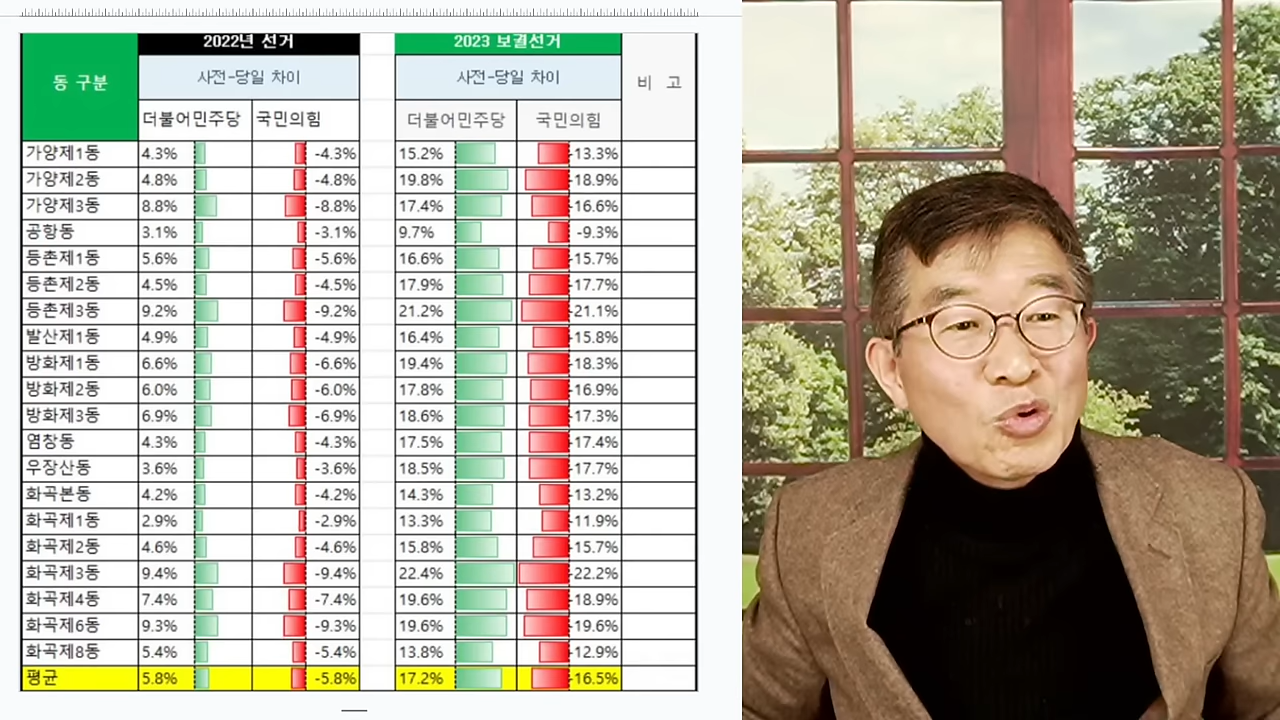 2022년 선거 2023 보궐선거
동 구분 사전-당일 차이 사전-당일 차이 비 고
더불어민주당 국민의힘 더불어민주당 국민의힘
가양제1동 4.3% -4.3% 15.2% -13.3%
가양제2동 4.8% -4.8% 19.8% -18.9%
가양제3동 8.8% -8.8% 17.4% -16.6%
공항동 3.1% -3.1% 9.7% -9.3%
등촌제1동 5.6% -5.6% 16.6% -15.7%
등촌제2동 4.5% -4.5% 17.9% -17.7%
등촌제3동 9.2% -9.2% 21.2% -21.1%
발산제1동 4.9% -4.9% 16.4% -15.8%
방화제1동 6.6% -6.6% 19.4% -18.3%
방화제2동 6.0% -6.0% 17.8% -16.9%
방화제3동 6.9% -6.9% 18.6% -17.3%
염창동 4.3% -4.3% 17.5% -17.4%
우장산동 3.6% -3.6% 18.5% -17.7%
화곡본동 4.2% -4.2% 14.3% -13.2%
화곡제1동 2.9% -2.9% 13.3% -11.9%
화곡제2동 4.6% -4.6% 15.8% -15.7%
화곡제3동 9.4% -9.4% 22.4% -22.2%
화곡제4동 7.4% -7.4% 19.6% -18.9%
화곡제6동 9.3% -9.3% 19.6% -19.6%
화곡제8동 5.4% -5.4% 13.8% -12.9%
평균 5.8% -5.8% 17.2% -16.5%